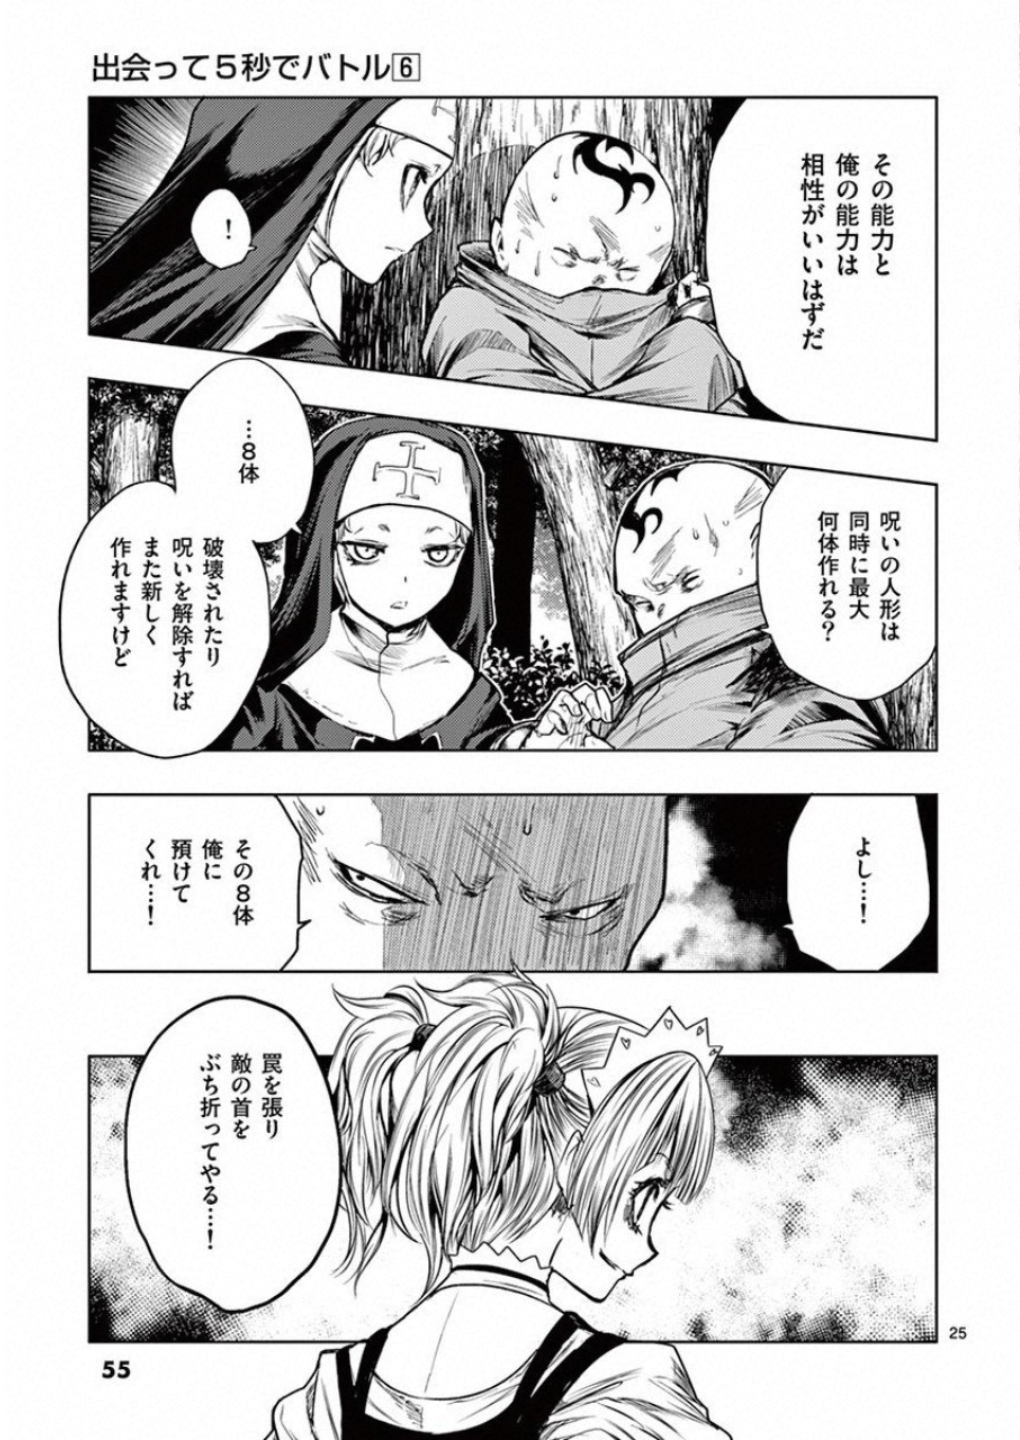 出会って5秒でバトル6
その能力と
俺の能力は
相性がいいはずだ
！
呪いの人形は
同時に最大
何体作れる？
…8体
破壊されたり
呪いを解除すれば
また新しく
作れますけど
よし…！
その8体
俺に
預けて
くれ…！
罠を張り
敵の首を
ぶち折ってやる…！
25
55